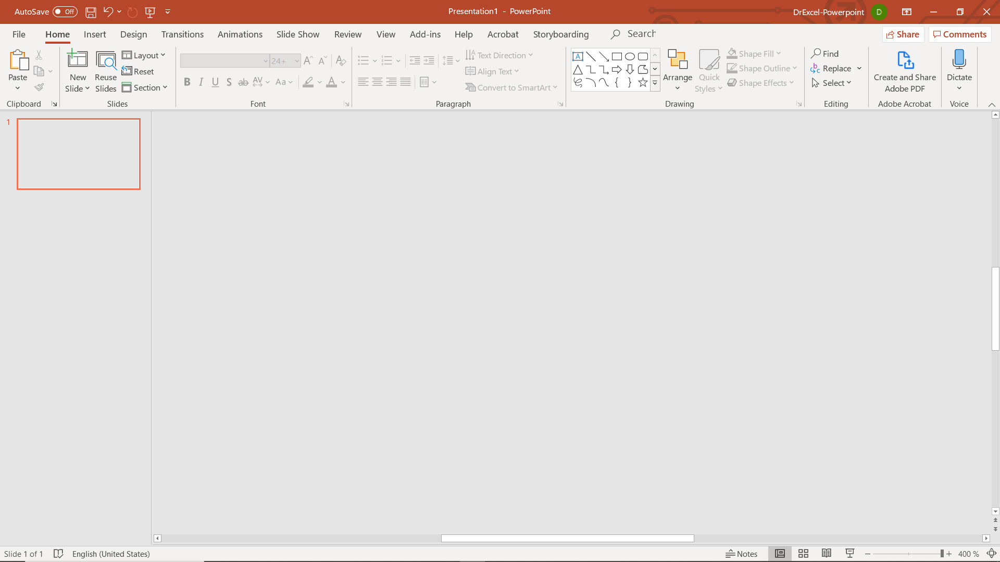 AutoSave Off
Presentation1 - PowerPoint
DrExcel-Powerpoint D
File Home Insert Design Transitions Animations Slide Show Review View Add-ins Help Acrobat Storyboarding Search
Share Comments
Paste
Clipboard
New Slide
Reuse Slides
Layout
Reset
Section
Slides
24+
Aa
Font
Text Direction
Align Text
Convert to SmartArt
Paragraph
Arrange
Quick Styles
Shape Fill
Shape Outline
Shape Effects
Drawing
Find
Replace
Select
Editing
Create and Share
Adobe PDF
Adobe Acrobat
Dictate
Voice
1
Slide 1 of 1 English (United States)
Notes 400 %